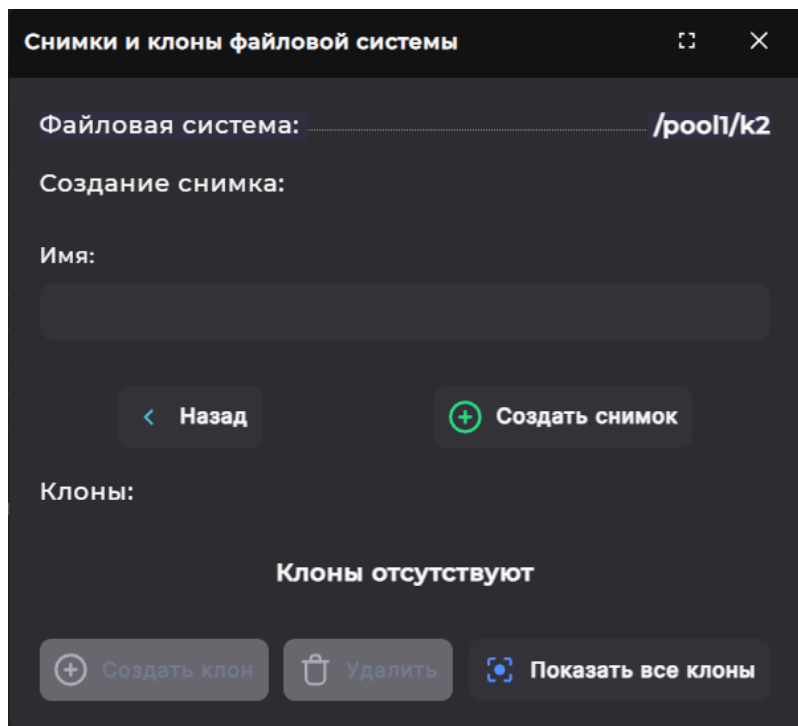 Снимки и клоны файловой системы
Файловая система: /pool1/k2
Создание снимка:
Имя:
Назад Создать снимок
Клоны:
Клоны отсутствуют
Создать клон Удалить Показать все клоны